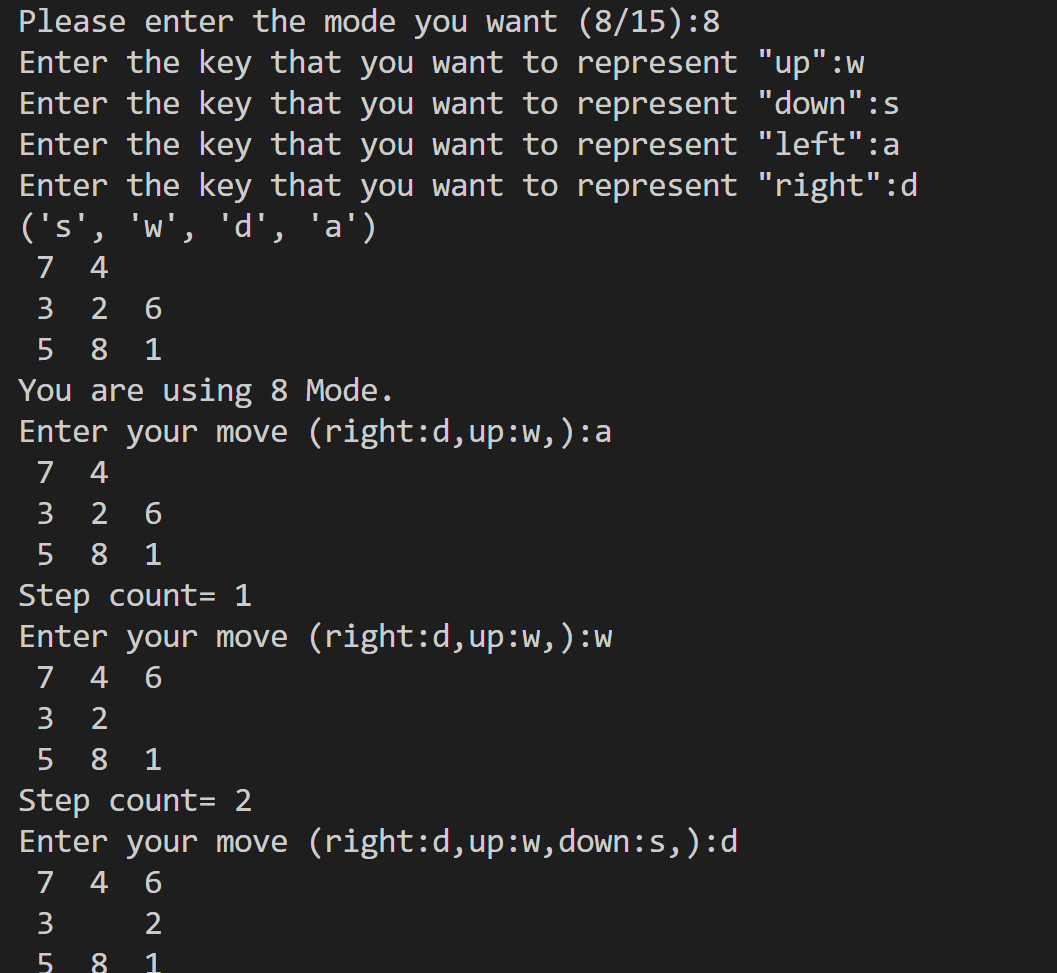 Please enter the mode you want (8/15):8
Enter the key that you want to represent "up":w
Enter the key that you want to represent "down":s
Enter the key that you want to represent "left":a
Enter the key that you want to represent "right":d
('s', 'w', 'd', 'a')
 7  4
 3  2  6
 5  8  1
You are using 8 Mode.
Enter your move (right:d,up:w,):a
 7  4
 3  2  6
 5  8  1
Step count= 1
Enter your move (right:d,up:w,):w
 7  4  6
 3  2
 5  8  1
Step count= 2
Enter your move (right:d,up:w,down:s,):d
 7  4  6
 3     2
 5  8  1